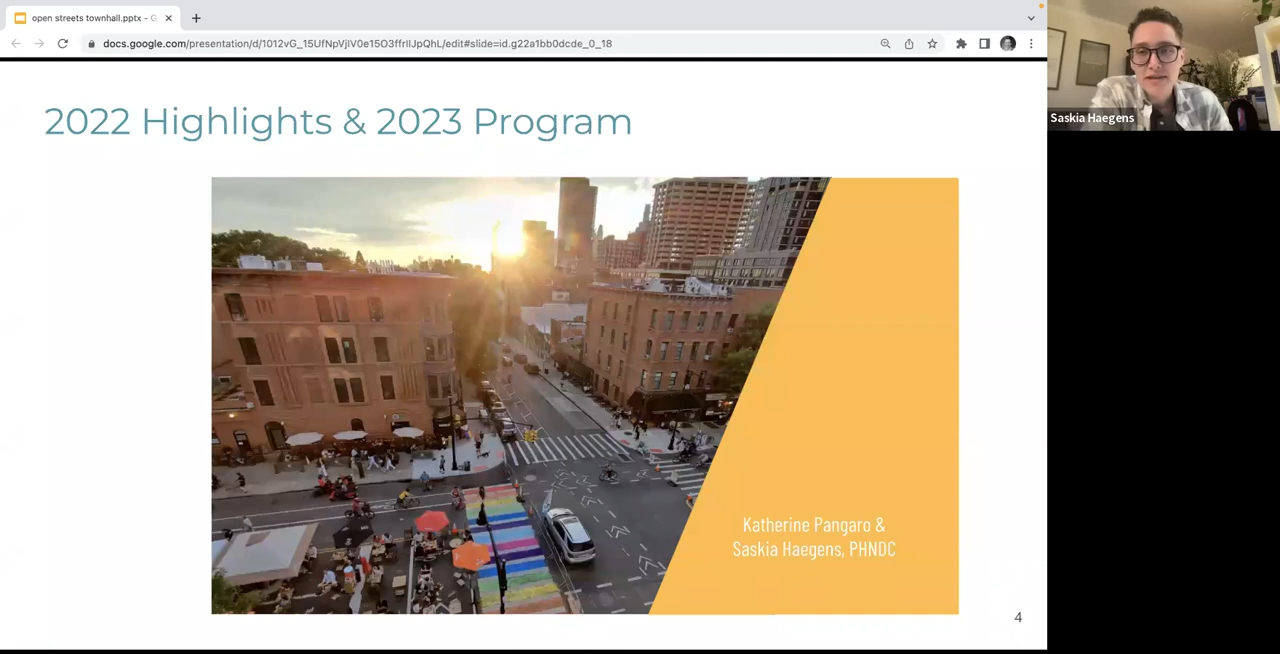 open streets townhall.pptx - G
docs.google.com/presentation/d/1012vG_15UfNpVjIV0e15O3ffrIIJpQhL/edit#slide=id.g22a1bb0dcde_0_18
Saskia Haegens
2022 Highlights & 2023 Program
Katherine Pangaro &
Saskia Haegens, PHNDC
4